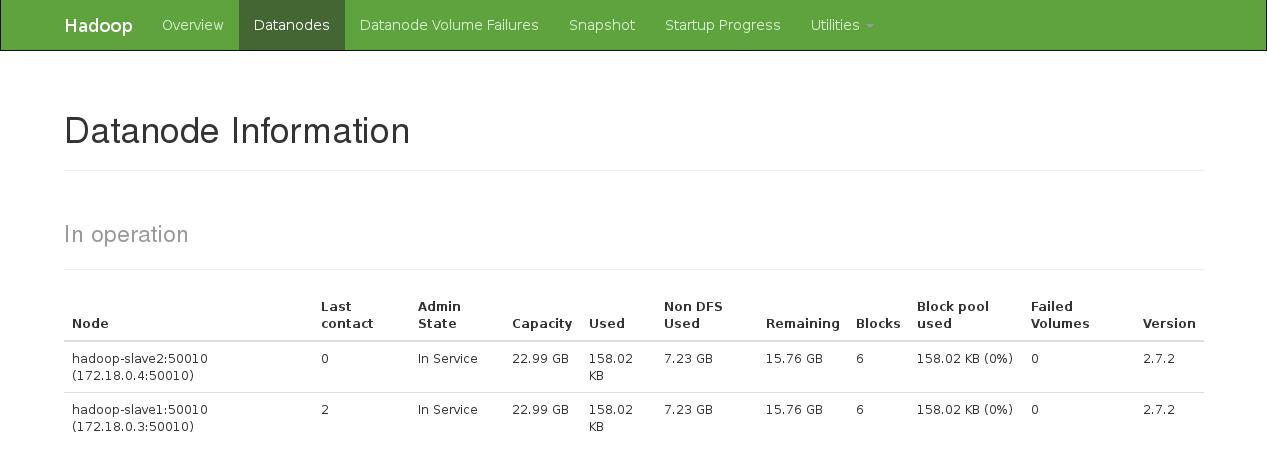 Hadoop Overview Datanodes Datanode Volume Failures Snapshot Startup Progress Utilities
Datanode Information
In operation
Node Last contact Admin State Capacity Used Non DFS Used Remaining Blocks Block pool used Failed Volumes Version
hadoop-slave2:50010 (172.18.0.4:50010) 0 In Service 22.99 GB 158.02 KB 7.23 GB 15.76 GB 6 158.02 KB (0%) 0 2.7.2
hadoop-slave1:50010 (172.18.0.3:50010) 2 In Service 22.99 GB 158.02 KB 7.23 GB 15.76 GB 6 158.02 KB (0%) 0 2.7.2